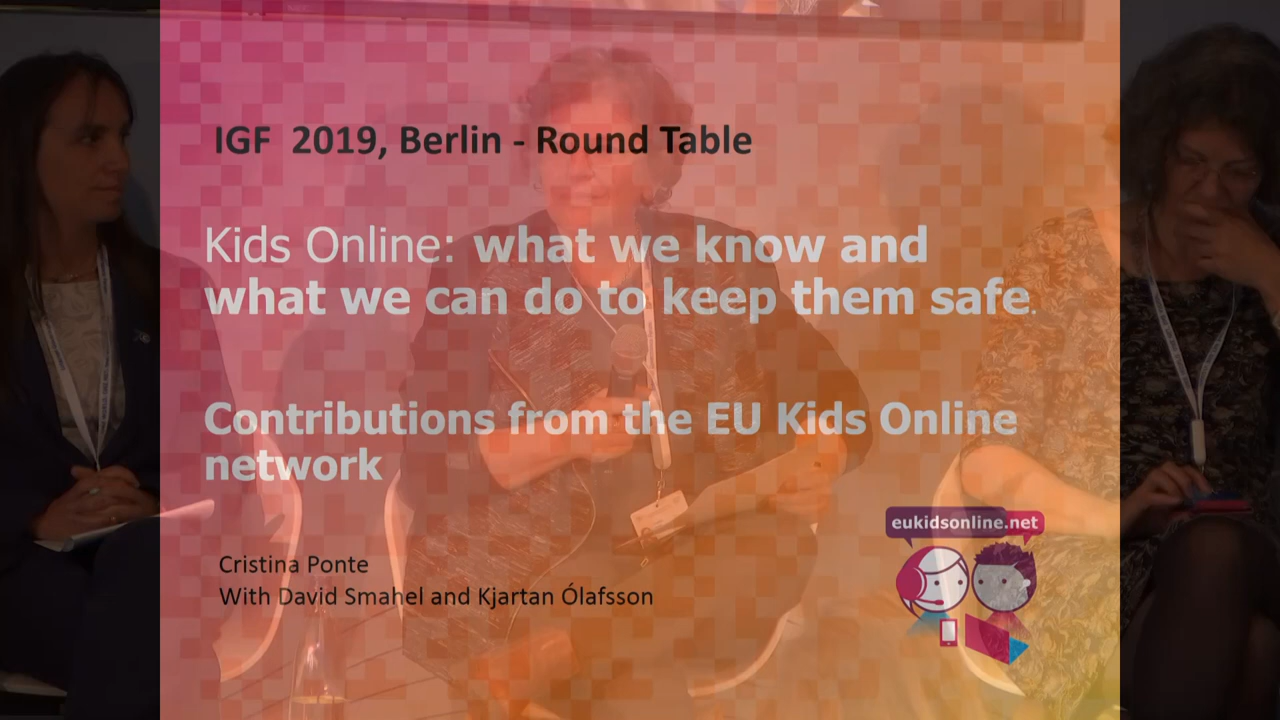 IGF 2019, Berlin - Round Table
Kids Online: what we know and
what we can do to keep them safe.
Contributions from the EU Kids Online
network
eukidsonline.net
Cristina Ponte
With David Smahel and Kjartan Ólafsson